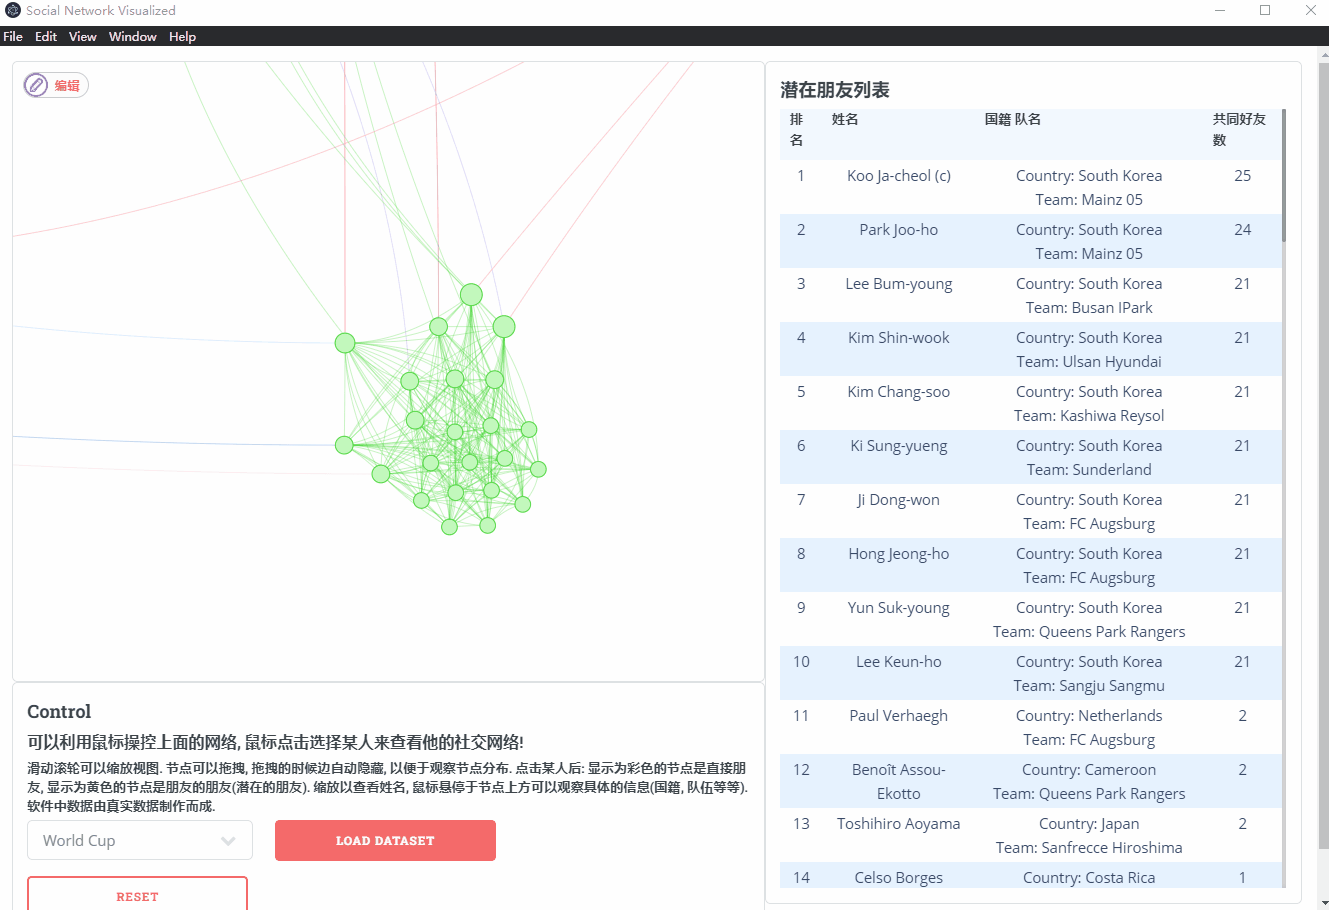 Social Network Visualized
File Edit View Window Help
编辑
潜在朋友列表
排名 姓名 国籍 队名 共同好友数
1 Koo Ja-cheol (c) Country: South Korea 25
Team: Mainz 05
2 Park Joo-ho Country: South Korea 24
Team: Mainz 05
3 Lee Bum-young Country: South Korea 21
Team: Busan IPark
4 Kim Shin-wook Country: South Korea 21
Team: Ulsan Hyundai
5 Kim Chang-soo Country: South Korea 21
Team: Kashiwa Reysol
6 Ki Sung-yueng Country: South Korea 21
Team: Sunderland
7 Ji Dong-won Country: South Korea 21
Team: FC Augsburg
8 Hong Jeong-ho Country: South Korea 21
Team: FC Augsburg
9 Yun Suk-young Country: South Korea 21
Team: Queens Park Rangers
10 Lee Keun-ho Country: South Korea 21
Team: Sangju Sangmu
11 Paul Verhaegh Country: Netherlands 2
Team: FC Augsburg
12 Benoît Assou-Ekotto Country: Cameroon 2
Team: Queens Park Rangers
13 Toshihiro Aoyama Country: Japan 2
Team: Sanfrecce Hiroshima
14 Celso Borges Country: Costa Rica 1
Control
可以利用鼠标操控上面的网络, 鼠标点击选择某人来查看他的社交网络!
滑动滚轮可以缩放视图. 节点可以拖拽, 拖拽的时候边自动隐藏, 以便于观察节点分布. 点击某人后: 显示为彩色的节点是直接朋
友, 显示为黄色的节点是朋友的朋友(潜在的朋友). 缩放以查看姓名, 鼠标悬停于节点上方可以观察具体的信息(国籍, 队伍等等).
软件中数据由真实数据制作而成.
World Cup LOAD DATASET
RESET